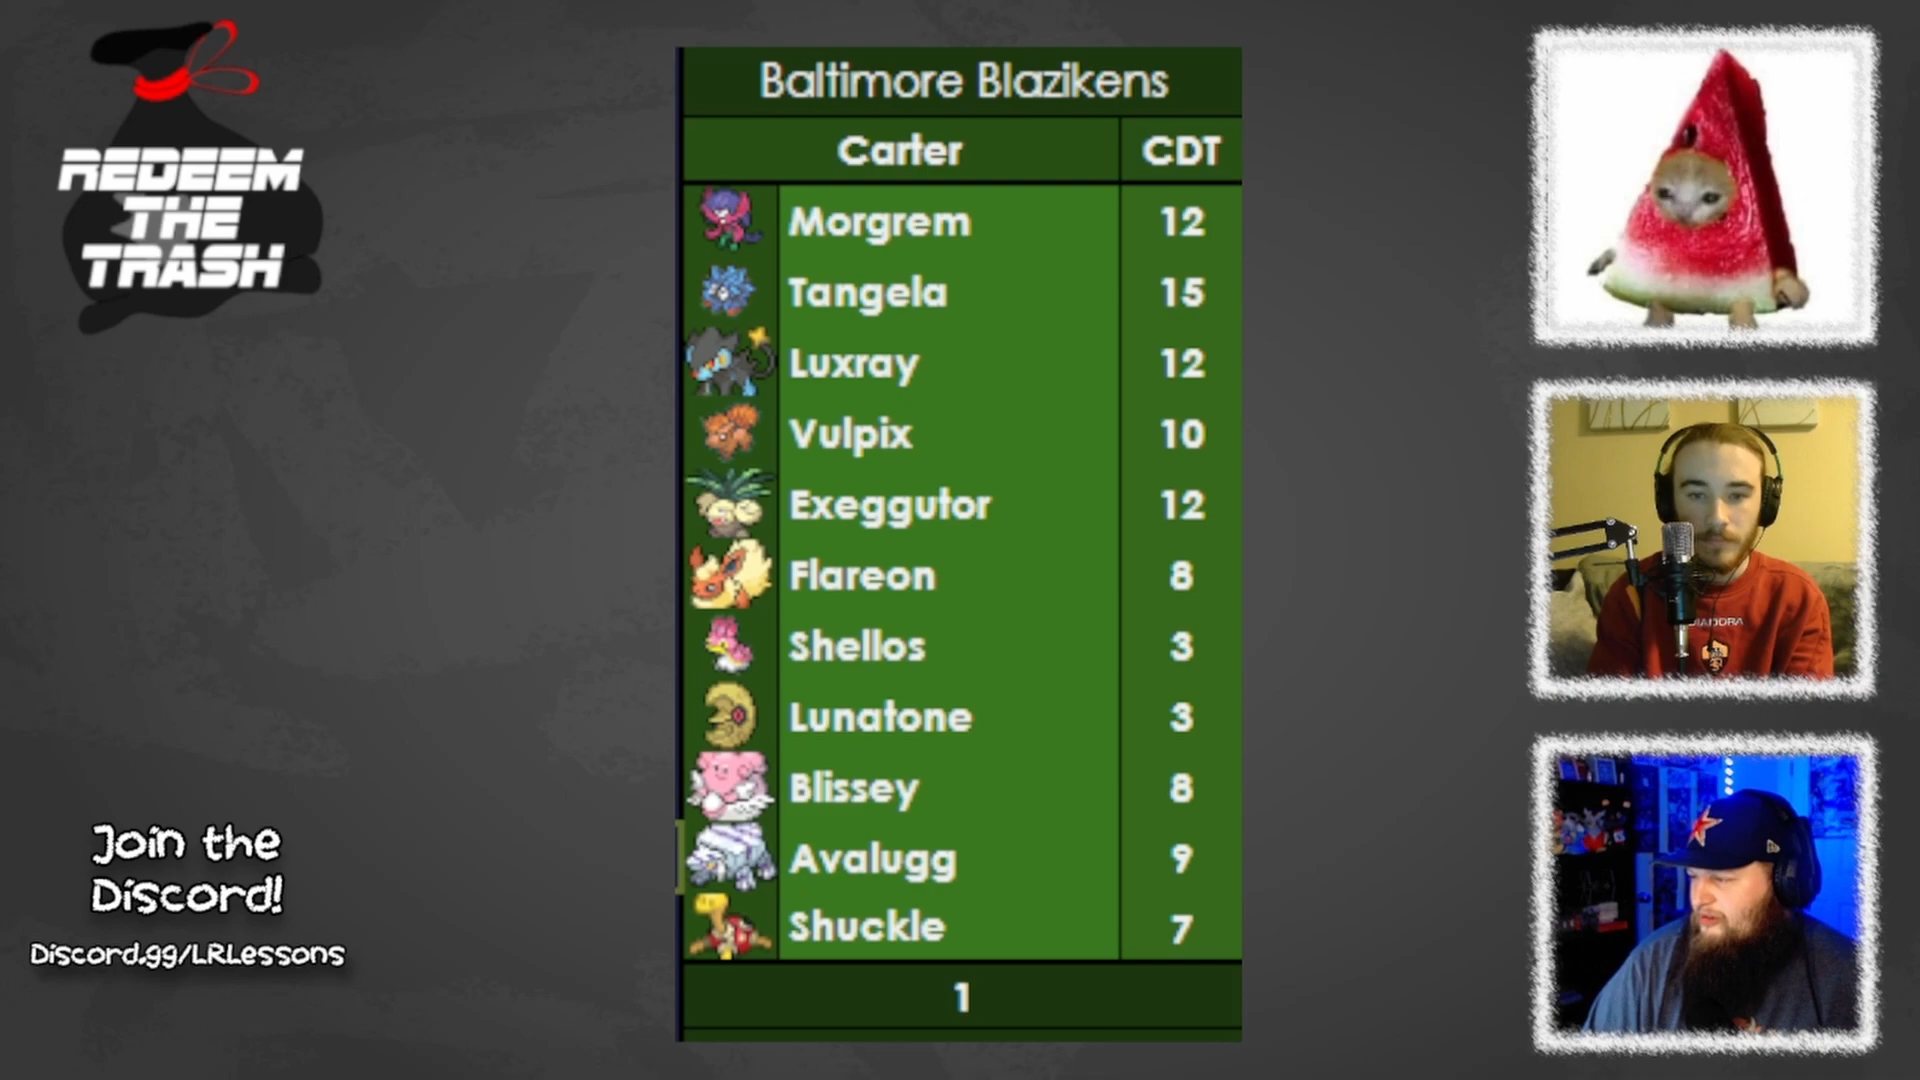 REDEEM
THE
TRASH
Baltimore Blazikens
Carter CDT
Morgrem 12
Tangela 15
Luxray 12
Vulpix 10
Exeggutor 12
Flareon 8
Shellos 3
Lunatone 3
Blissey 8
Avalugg 9
Shuckle 7
1
DIADORA
Join the
Discord!
Discord.gg/LRLessons